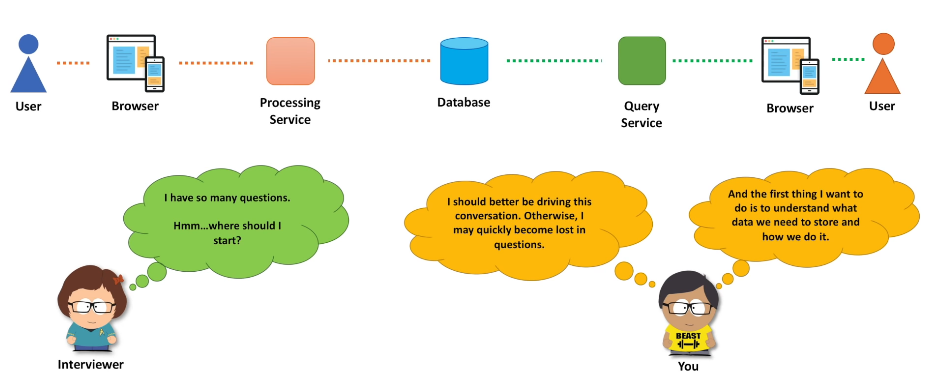 User
Browser
Processing
Service
Database
Query
Service
Browser
User
I have so many questions.
Hmm...where should I
start?
I should better be driving this
conversation. Otherwise, I
may quickly become lost in
questions.
And the first thing I want to
do is to understand what
data we need to store and
how we do it.
BEAST
Interviewer
You